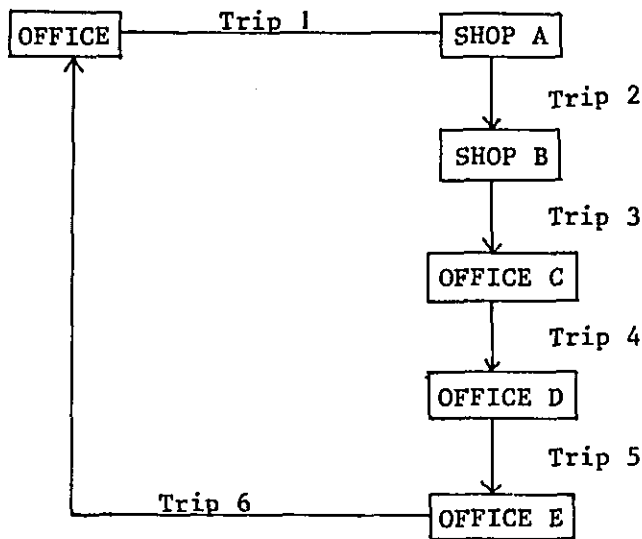 Trip 1
OFFICE
SHOP A
Trip 2
SHOP B
Trip 3
OFFICE C
Trip 4
OFFICE D
Trip 5
Trip 6
OFFICE E